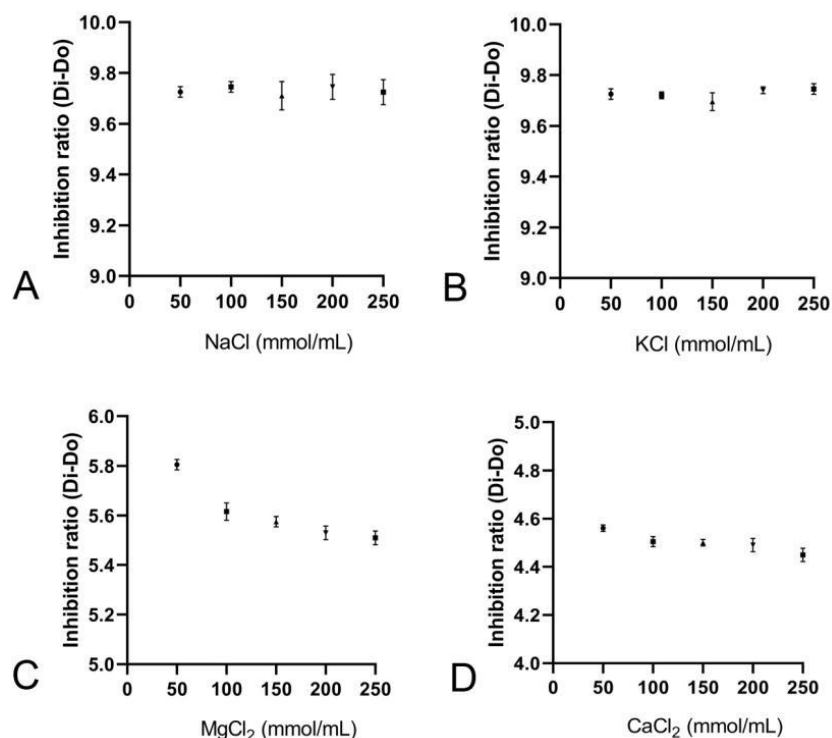 Inhibition ratio (Di-Do)
10.0
9.8
9.6
9.4
9.2
9.0
0 50 100 150 200 250
NaCl (mmol/mL)
A
Inhibition ratio (Di-Do)
10.0
9.8
9.6
9.4
9.2
9.0
0 50 100 150 200 250
KCl (mmol/mL)
B
Inhibition ratio (Di-Do)
6.0
5.8
5.6
5.4
5.2
5.0
0 50 100 150 200 250
MgCl₂ (mmol/mL)
C
Inhibition ratio (Di-Do)
5.0
4.8
4.6
4.4
4.2
4.0
0 50 100 150 200 250
CaCl₂ (mmol/mL)
D